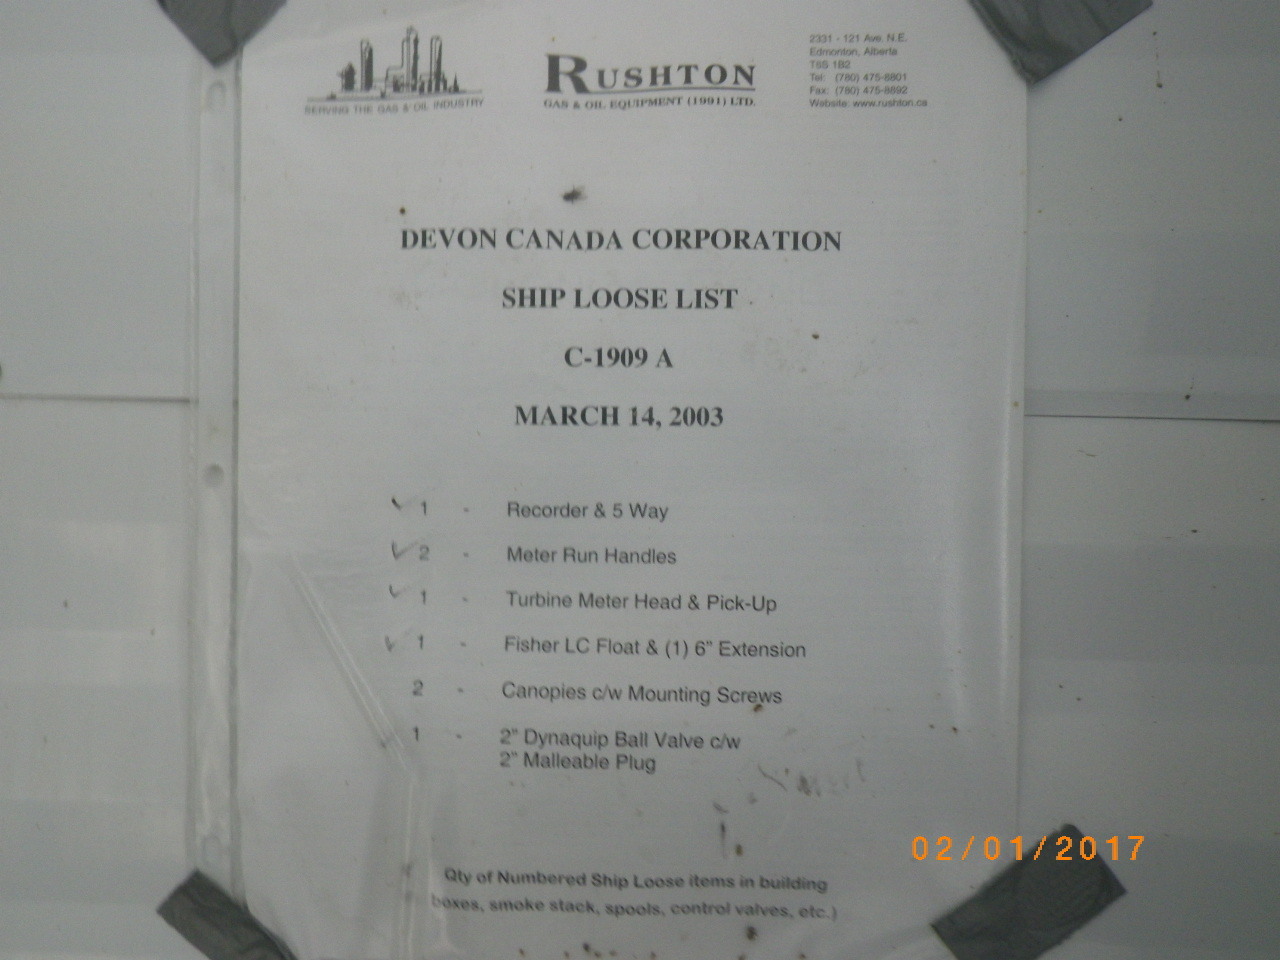 SERVING THE GAS & OIL INDUSTRY
RUSHTON
GAS & OIL EQUIPMENT (1991) LTD.
2331 - 121 Ave. N.E.
Edmonton, Alberta
T6S 1B2
Tel: (780) 475-8801
Fax: (780) 475-8892
Website: www.rushton.ca
DEVON CANADA CORPORATION
SHIP LOOSE LIST
C-1909 A
MARCH 14, 2003
1 - Recorder & 5 Way
2 - Meter Run Handles
1 - Turbine Meter Head & Pick-Up
1 - Fisher LC Float & (1) 6" Extension
2 - Canopies c/w Mounting Screws
1 - 2" Dynaquip Ball Valve c/w
2" Malleable Plug
Qty of Numbered Ship Loose items in building
boxes, smoke stack, spools, control valves, etc.)
02/01/2017